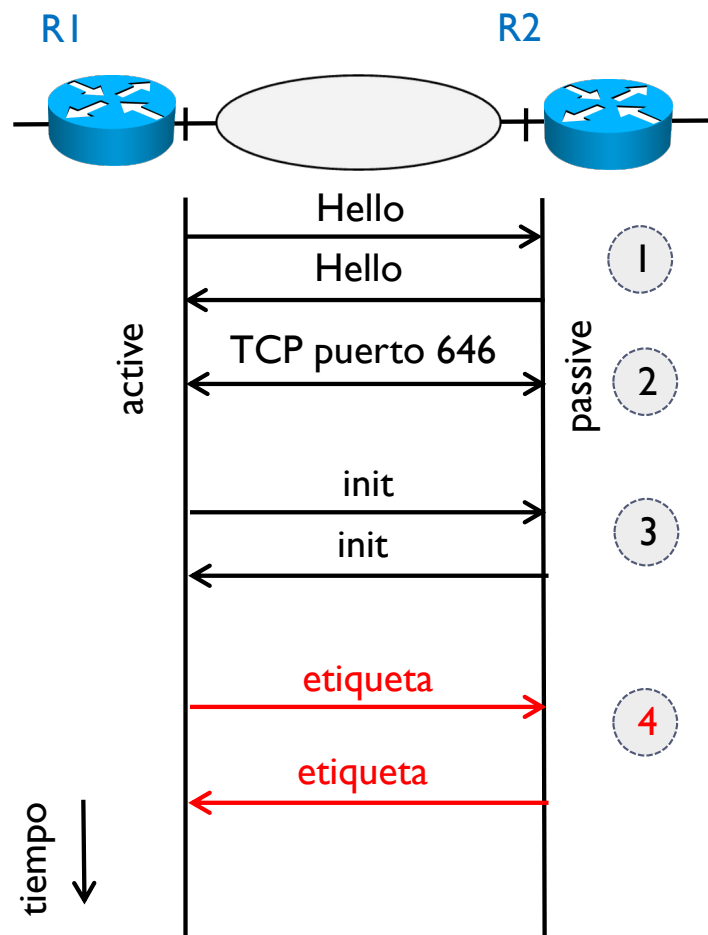 R1
R2
Hello
1
Hello
active
TCP puerto 646
passive
2
init
3
init
etiqueta
4
etiqueta
tiempo